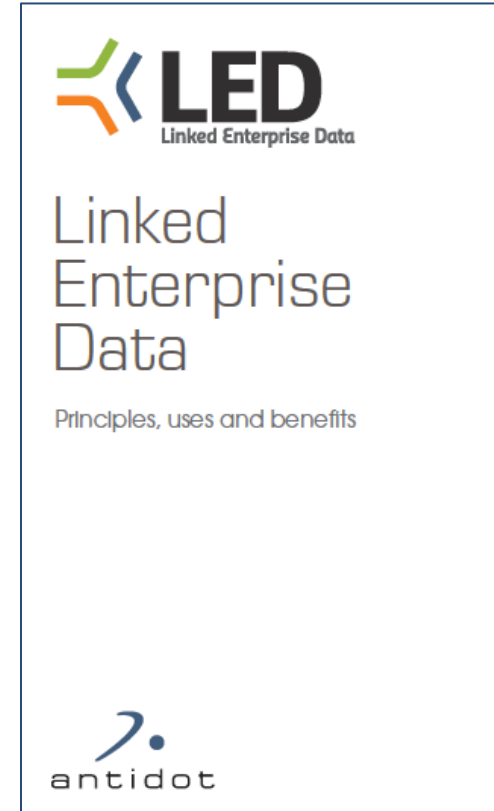 LED
Linked Enterprise Data
Linked
Enterprise
Data
Principles, uses and benefits
antidot